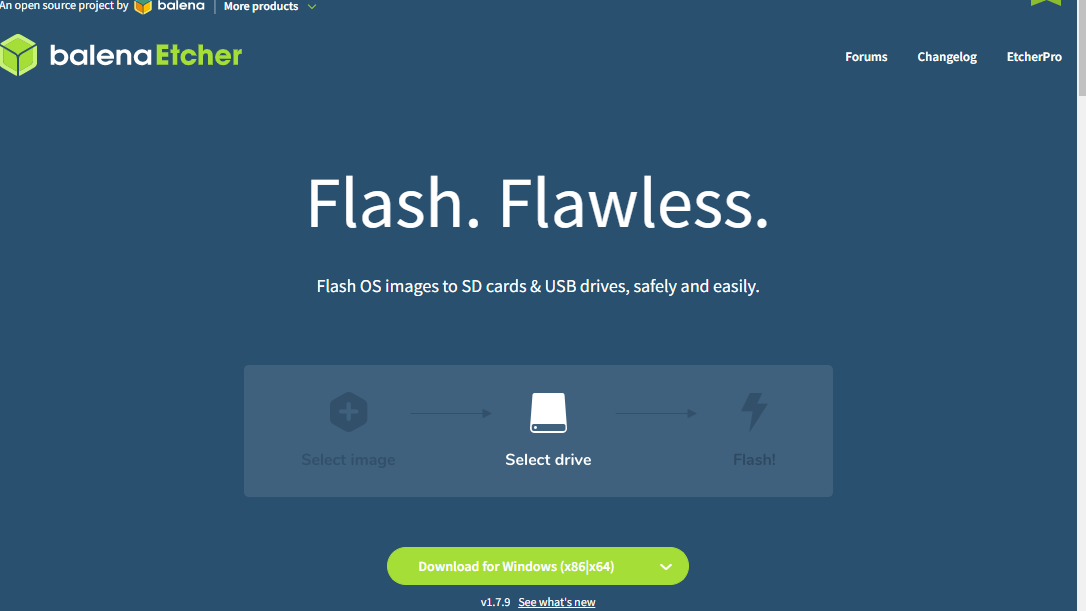 An open source project by balena More products
balenaEtcher
Forums Changelog EtcherPro
Flash. Flawless.
Flash OS images to SD cards & USB drives, safely and easily.
Select image Select drive Flash!
Download for Windows (x86|x64)
v1.7.9 See what's new